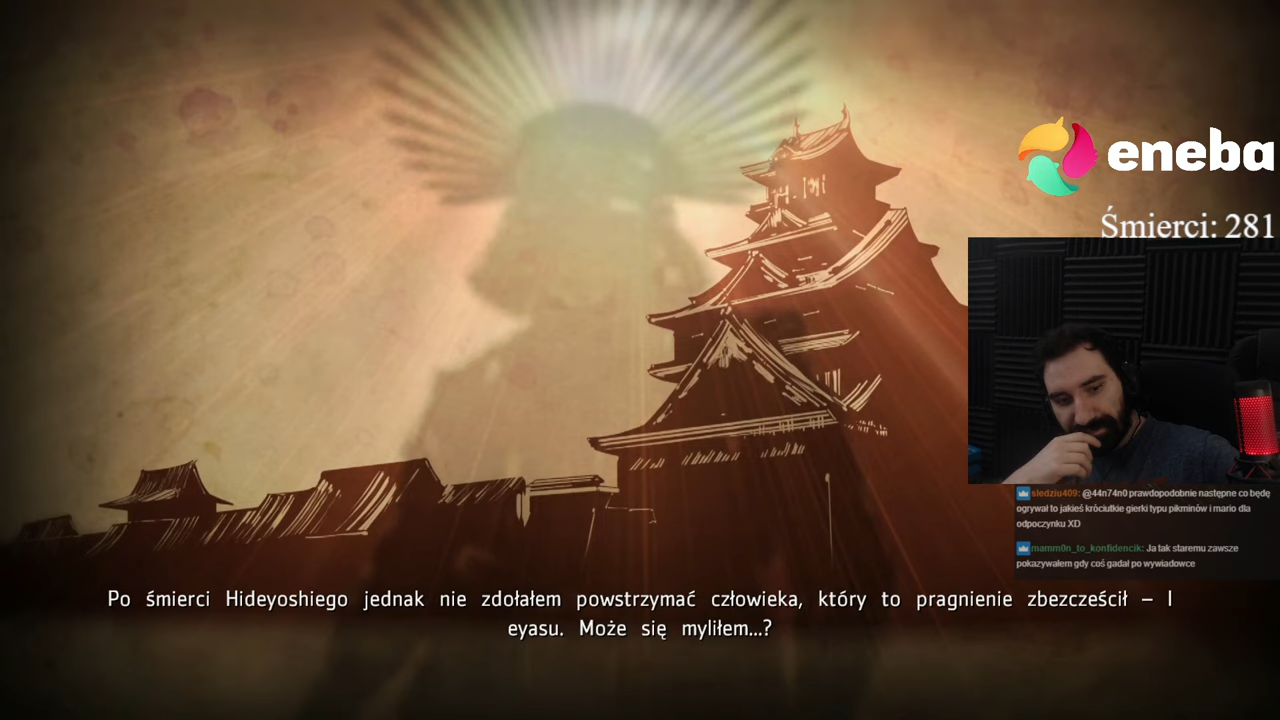 eneba
Śmierci: 281
sledziu409: @44n74n0 prawdopodobnie następne co będę
ogrywał to jakieś króciutkie gierki typu pikminów i mario dla
odpoczynku XD
mamm0n_to_konfidencik: Ja tak staremu zawsze
pokazywałem gdy coś gadał po wywiadowce
Po śmierci Hideyoshiego jednak nie zdołałem powstrzymać człowieka, który to pragnienie zbezcześcił – I
eyasu. Może się myliłem...?